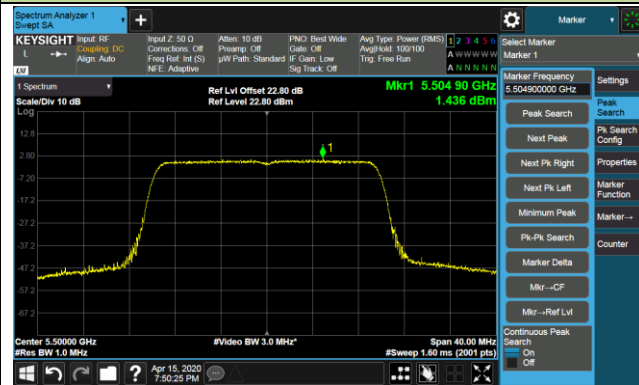 Spectrum Analyzer 1
Swept SA
Marker
KEYSIGHT
L
LXI
Input: RF
Coupling: DC
Align: Auto
Input Z: 50 Ω
Corrections: Off
Freq Ref: Int (S)
NFE: Adaptive
Atten: 10 dB
Preamp: Off
µW Path: Standard
PNO: Best Wide
Gate: Off
IF Gain: Low
Sig Track: Off
Avg Type: Power (RMS)
Avg|Hold: 100/100
Trig: Free Run
1 2 3 4 5 6
A W W W W W
A N N N N N
Select Marker
Marker 1
1 Spectrum
Scale/Div 10 dB
Log
Ref Lvl Offset 22.80 dB
Ref Level 22.80 dBm
Mkr1 5.504 90 GHz
1.436 dBm
12.8
2.80
-7.20
-17.2
-27.2
-37.2
-47.2
-57.2
-67.2
1
Center 5.50000 GHz
#Res BW 1.0 MHz
#Video BW 3.0 MHz*
Span 40.00 MHz
#Sweep 1.60 ms (2001 pts)
Marker Frequency
5.504900000 GHz
Peak Search
Next Peak
Next Pk Right
Next Pk Left
Minimum Peak
Pk-Pk Search
Marker Delta
Mkr→CF
Mkr→Ref Lvl
Continuous Peak
Search
On
Off
Settings
Peak
Search
Pk Search
Config
Properties
Marker
Function
Marker→
Counter
Apr 15, 2020
7:50:25 PM